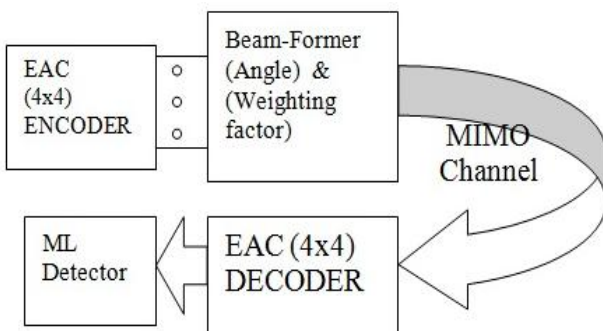 EAC
(4x4)
ENCODER
Beam-Former
(Angle) &
(Weighting
factor)
MIMO
Channel
ML
Detector
EAC (4x4)
DECODER